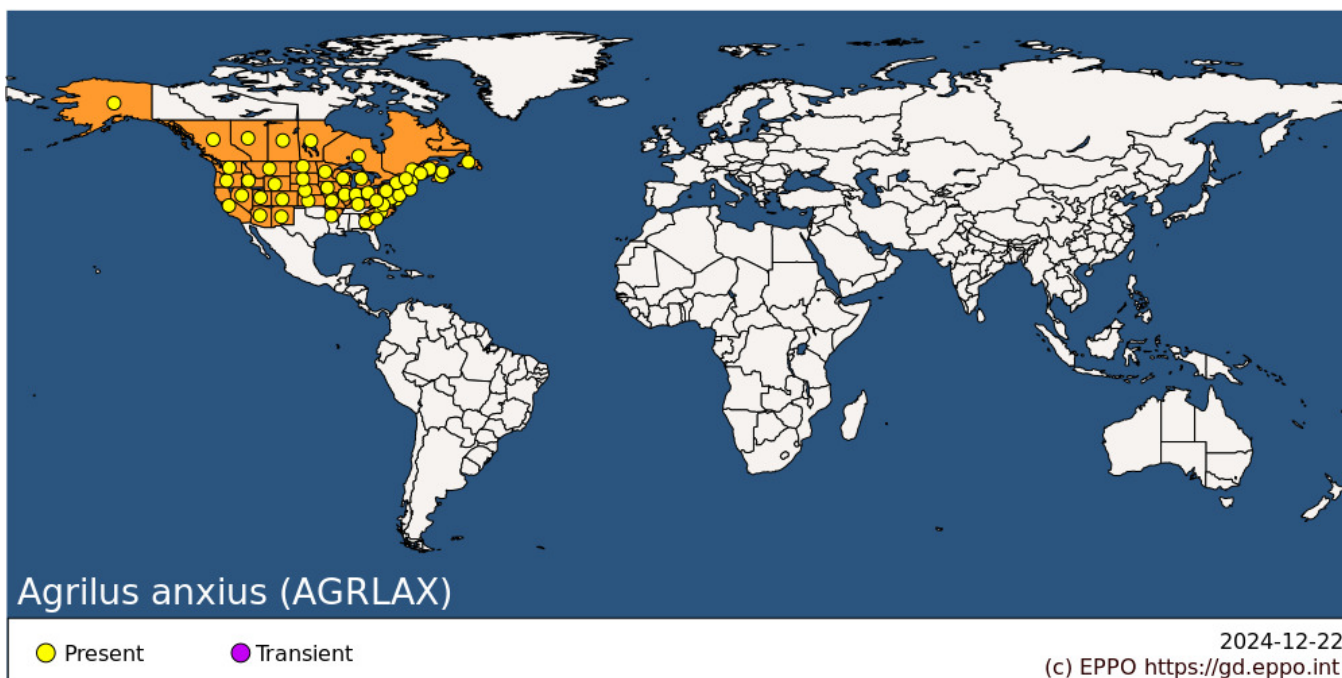 Agrilus anxius (AGRLAX)
Present
Transient
2024-12-22
(c) EPPO https://gd.eppo.int